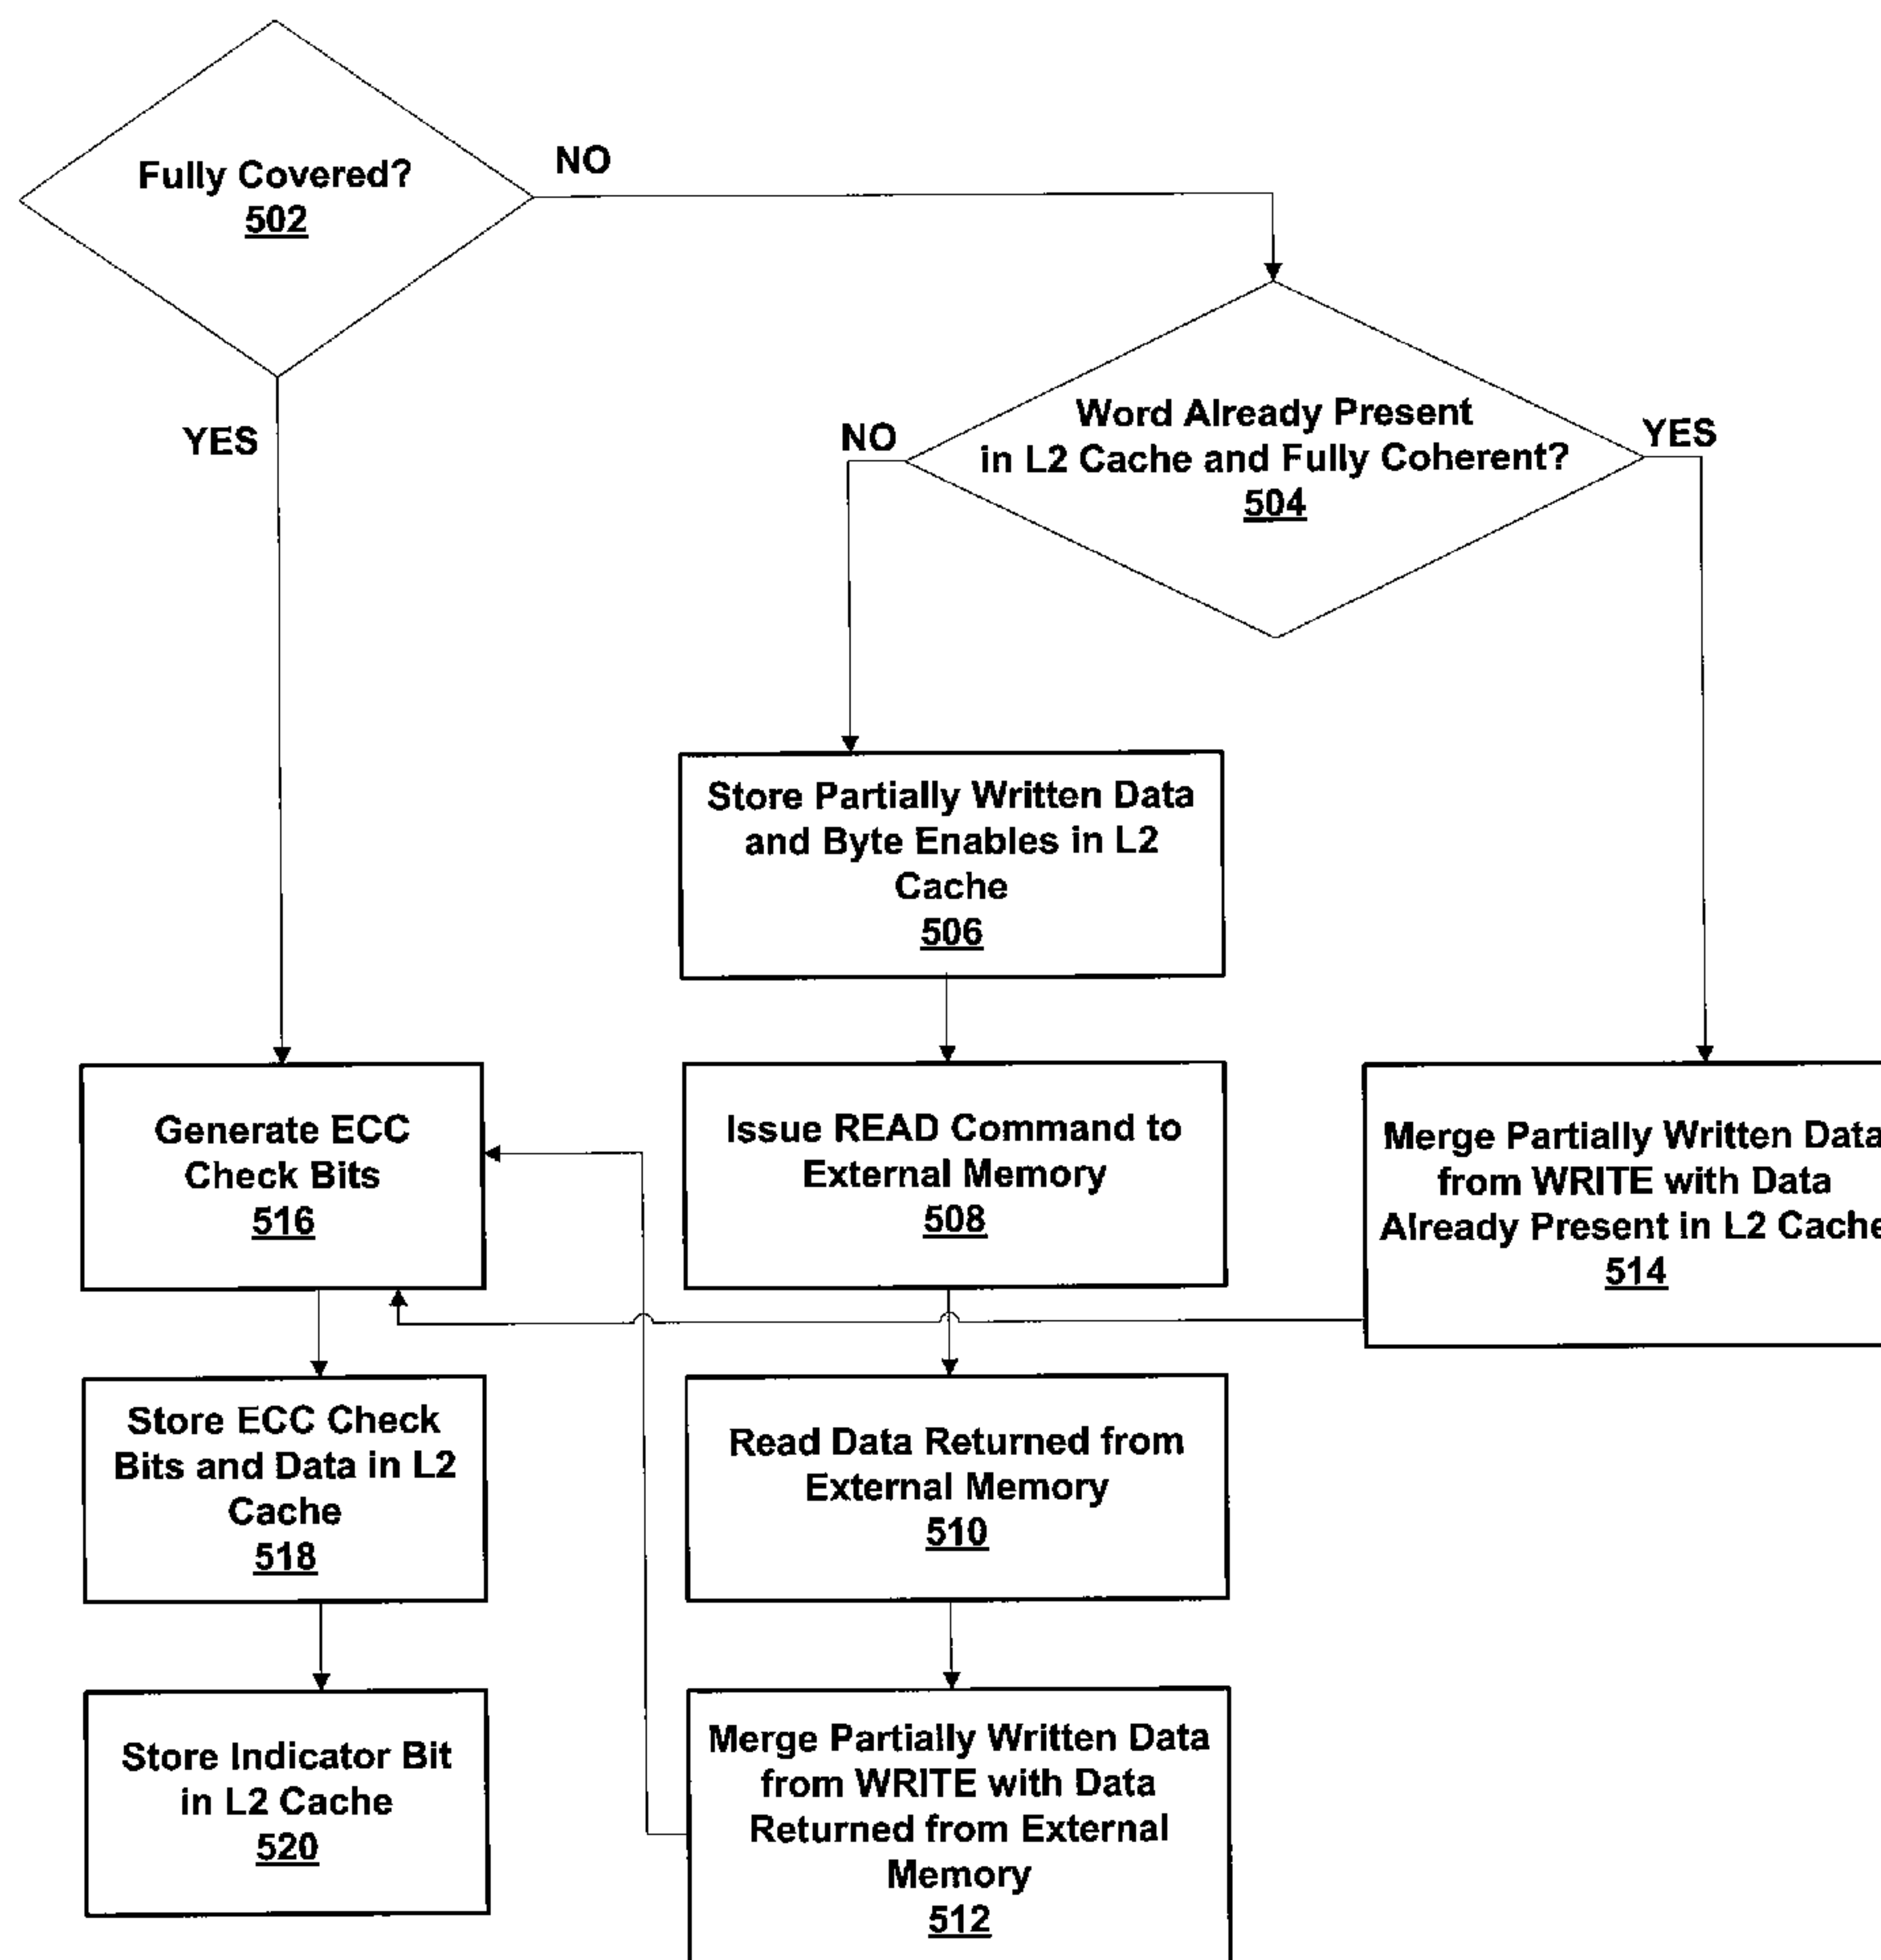 Fully Covered?
502
NO
YES
Word Already Present
in L2 Cache and Fully Coherent?
504
NO
YES
Store Partially Written Data
and Byte Enables in L2
Cache
506
Generate ECC
Check Bits
516
Issue READ Command to
External Memory
508
Merge Partially Written Data
from WRITE with Data
Already Present in L2 Cache
514
Store ECC Check
Bits and Data in L2
Cache
518
Read Data Returned from
External Memory
510
Store Indicator Bit
in L2 Cache
520
Merge Partially Written Data
from WRITE with Data
Returned from External
Memory
512